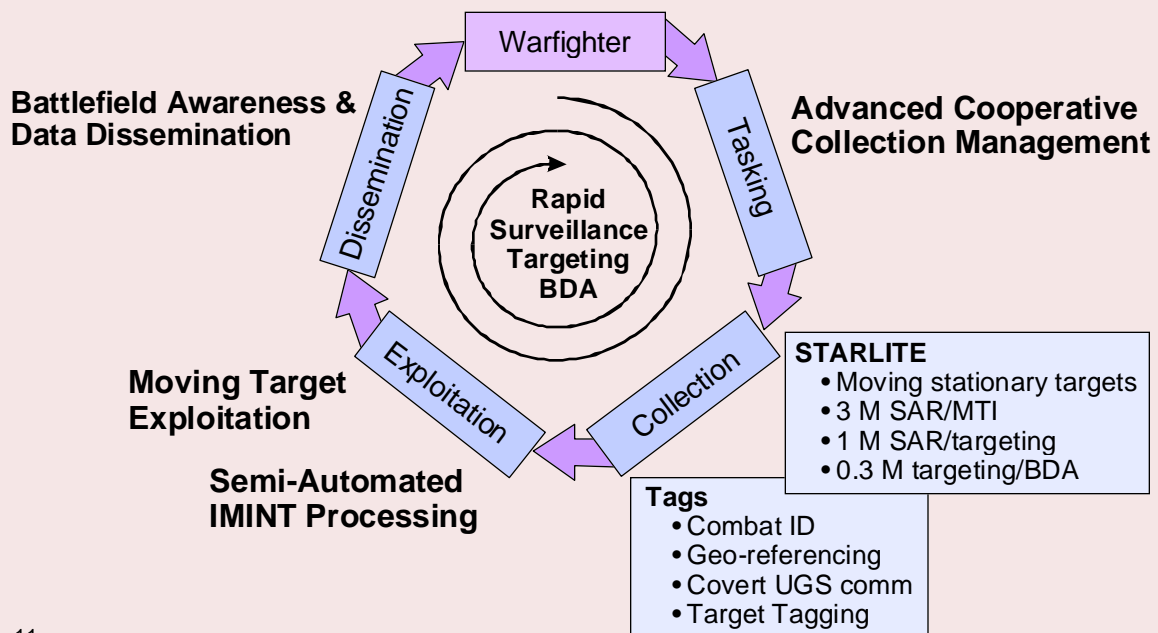 Warfighter
Battlefield Awareness &
Data Dissemination
Dissemination
Tasking
Advanced Cooperative
Collection Management
Rapid
Surveillance
Targeting
BDA
Exploitation
Collection
Moving Target
Exploitation
Semi-Automated
IMINT Processing
STARLITE
• Moving stationary targets
• 3 M SAR/MTI
• 1 M SAR/targeting
• 0.3 M targeting/BDA
Tags
• Combat ID
• Geo-referencing
• Covert UGS comm
• Target Tagging